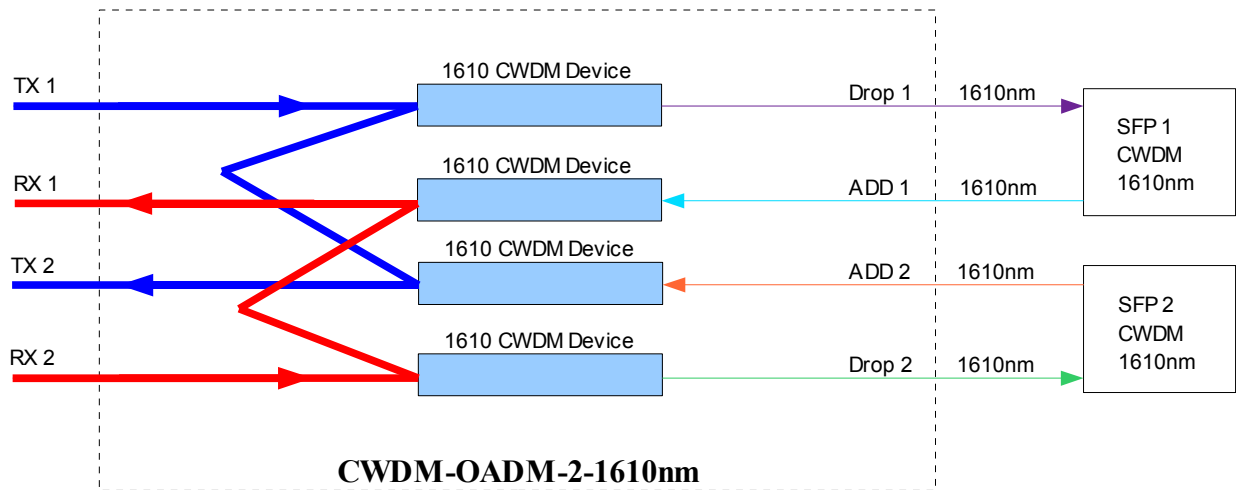 1610 CWDM Device
TX 1
Drop 1
1610nm
SFP 1
CWDM
1610nm
1610 CWDM Device
RX 1
ADD 1
1610nm
1610 CWDM Device
TX 2
ADD 2
1610nm
SFP 2
CWDM
1610nm
1610 CWDM Device
RX 2
Drop 2
1610nm
CWDM-OADM-2-1610nm